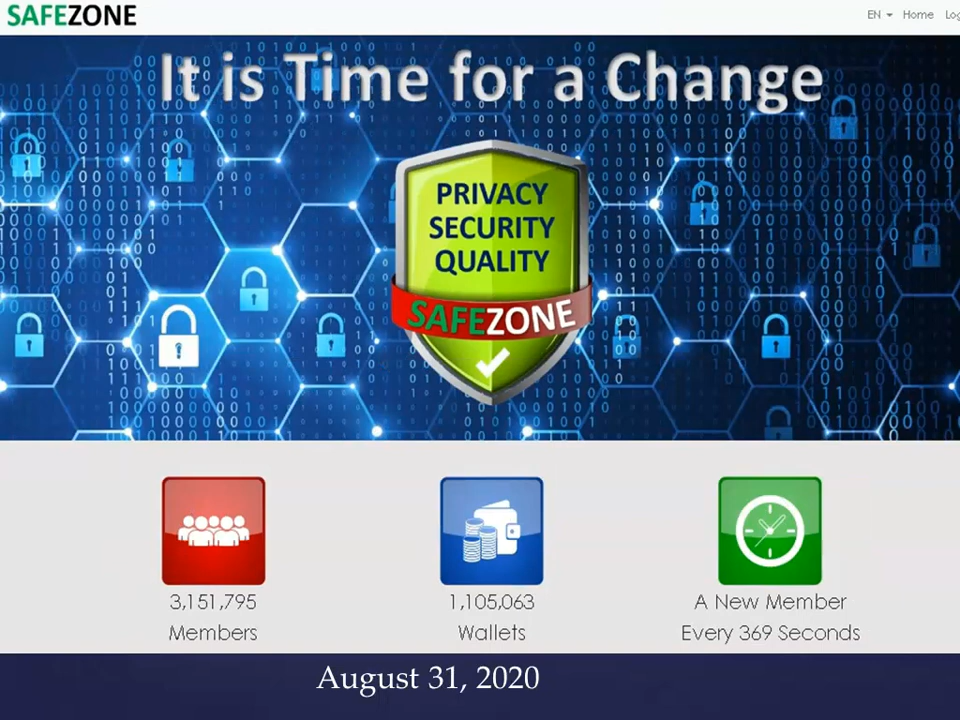 SAFEZONE
EN Home
It is Time for a Change
PRIVACY
SECURITY
QUALITY
SAFEZONE
3,151,795
Members
1,105,063
Wallets
A New Member
Every 369 Seconds
August 31, 2020